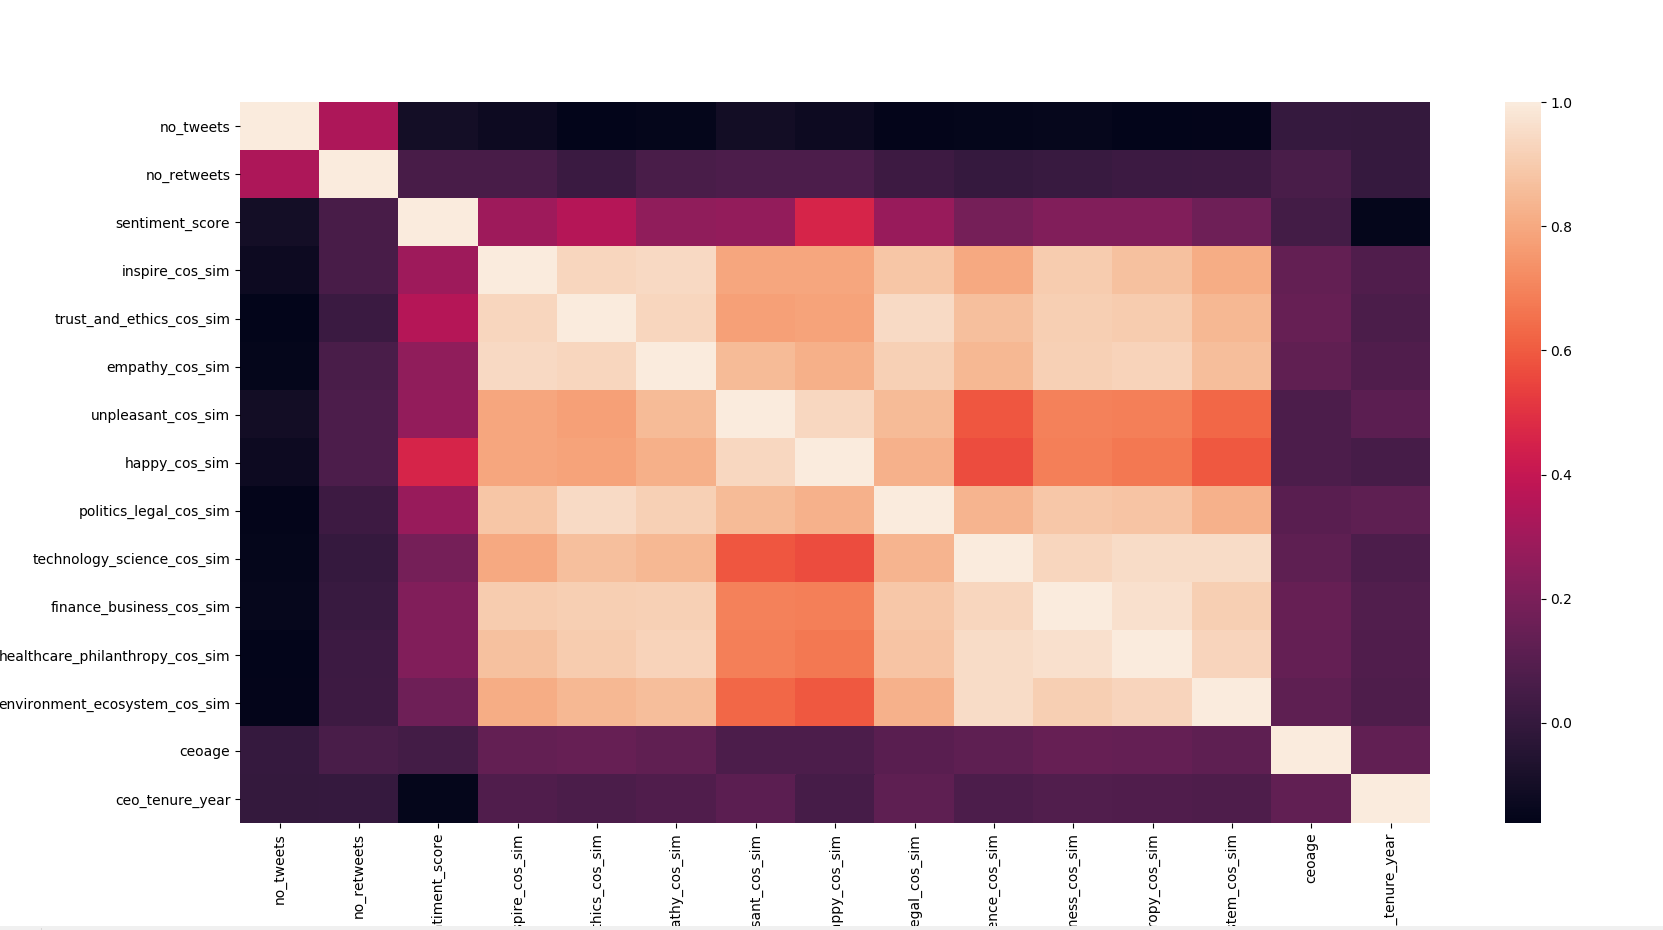 no_tweets
no_retweets
sentiment_score
inspire_cos_sim
trust_and_ethics_cos_sim
empathy_cos_sim
unpleasant_cos_sim
happy_cos_sim
politics_legal_cos_sim
technology_science_cos_sim
finance_business_cos_sim
healthcare_philanthropy_cos_sim
environment_ecosystem_cos_sim
ceoage
ceo_tenure_year
no_tweets
no_retweets
timent_score
spire_cos_sim
thics_cos_sim
athy_cos_sim
sant_cos_sim
appy_cos_sim
egal_cos_sim
ence_cos_sim
ness_cos_sim
ropy_cos_sim
stem_cos_sim
ceoage
_tenure_year
1.0
0.8
0.6
0.4
0.2
0.0